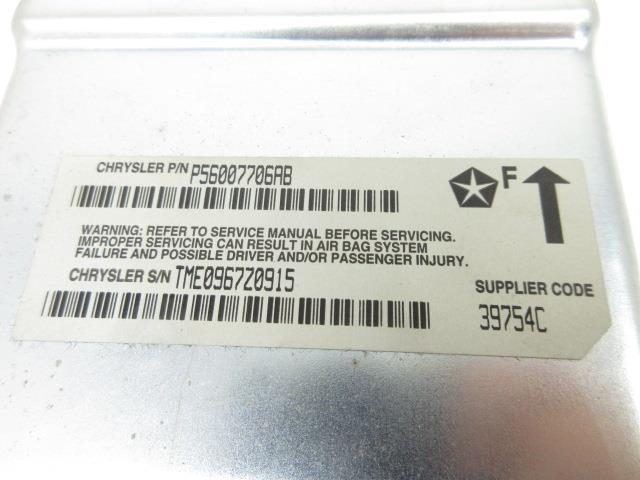 CHRYSLER P/N P56007706AB
F
WARNING: REFER TO SERVICE MANUAL BEFORE SERVICING.
IMPROPER SERVICING CAN RESULT IN AIR BAG SYSTEM
FAILURE AND POSSIBLE DRIVER AND/OR PASSENGER INJURY.
CHRYSLER S/N TME0967Z0915
SUPPLIER CODE
39754C